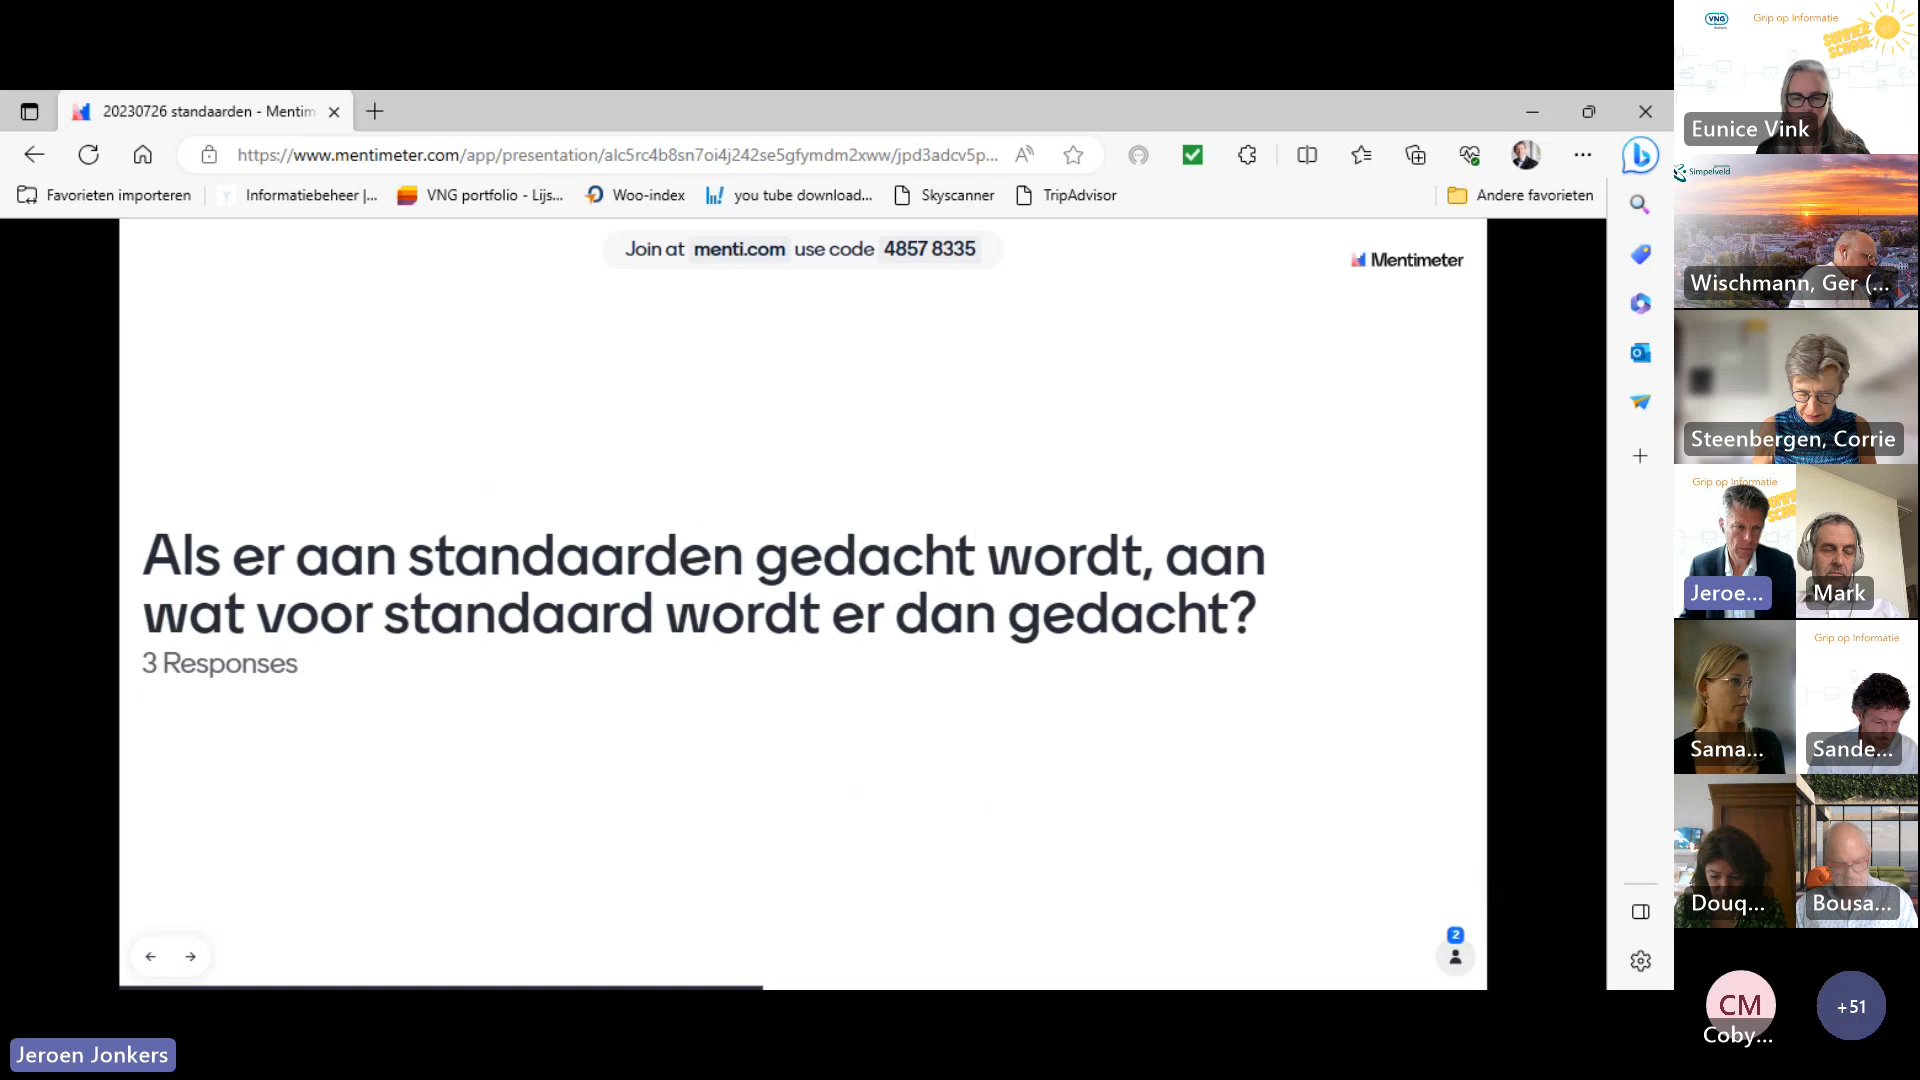 20230726 standaarden - Mentim
https://www.mentimeter.com/app/presentation/alc5rc4b8sn7oi4j242se5gfymdm2xww/jpd3adcv5p...
Favorieten importeren
Informatiebeheer |...
VNG portfolio - Lijs...
Woo-index
you tube download...
Skyscanner
TripAdvisor
Andere favorieten
Join at menti.com use code 4857 8335
Mentimeter
Als er aan standaarden gedacht wordt, aan
wat voor standaard wordt er dan gedacht?
3 Responses
2
Jeroen Jonkers
VNG
Grip op Informatie
SUMMER
SCHOOL
Eunice Vink
Simpelveld
Wischmann, Ger (...
Steenbergen, Corrie
Grip op Informatie
Jeroe...
Mark
Grip op Informatie
Sama...
Sande...
Douq...
Bousa...
CM
Coby...
+51